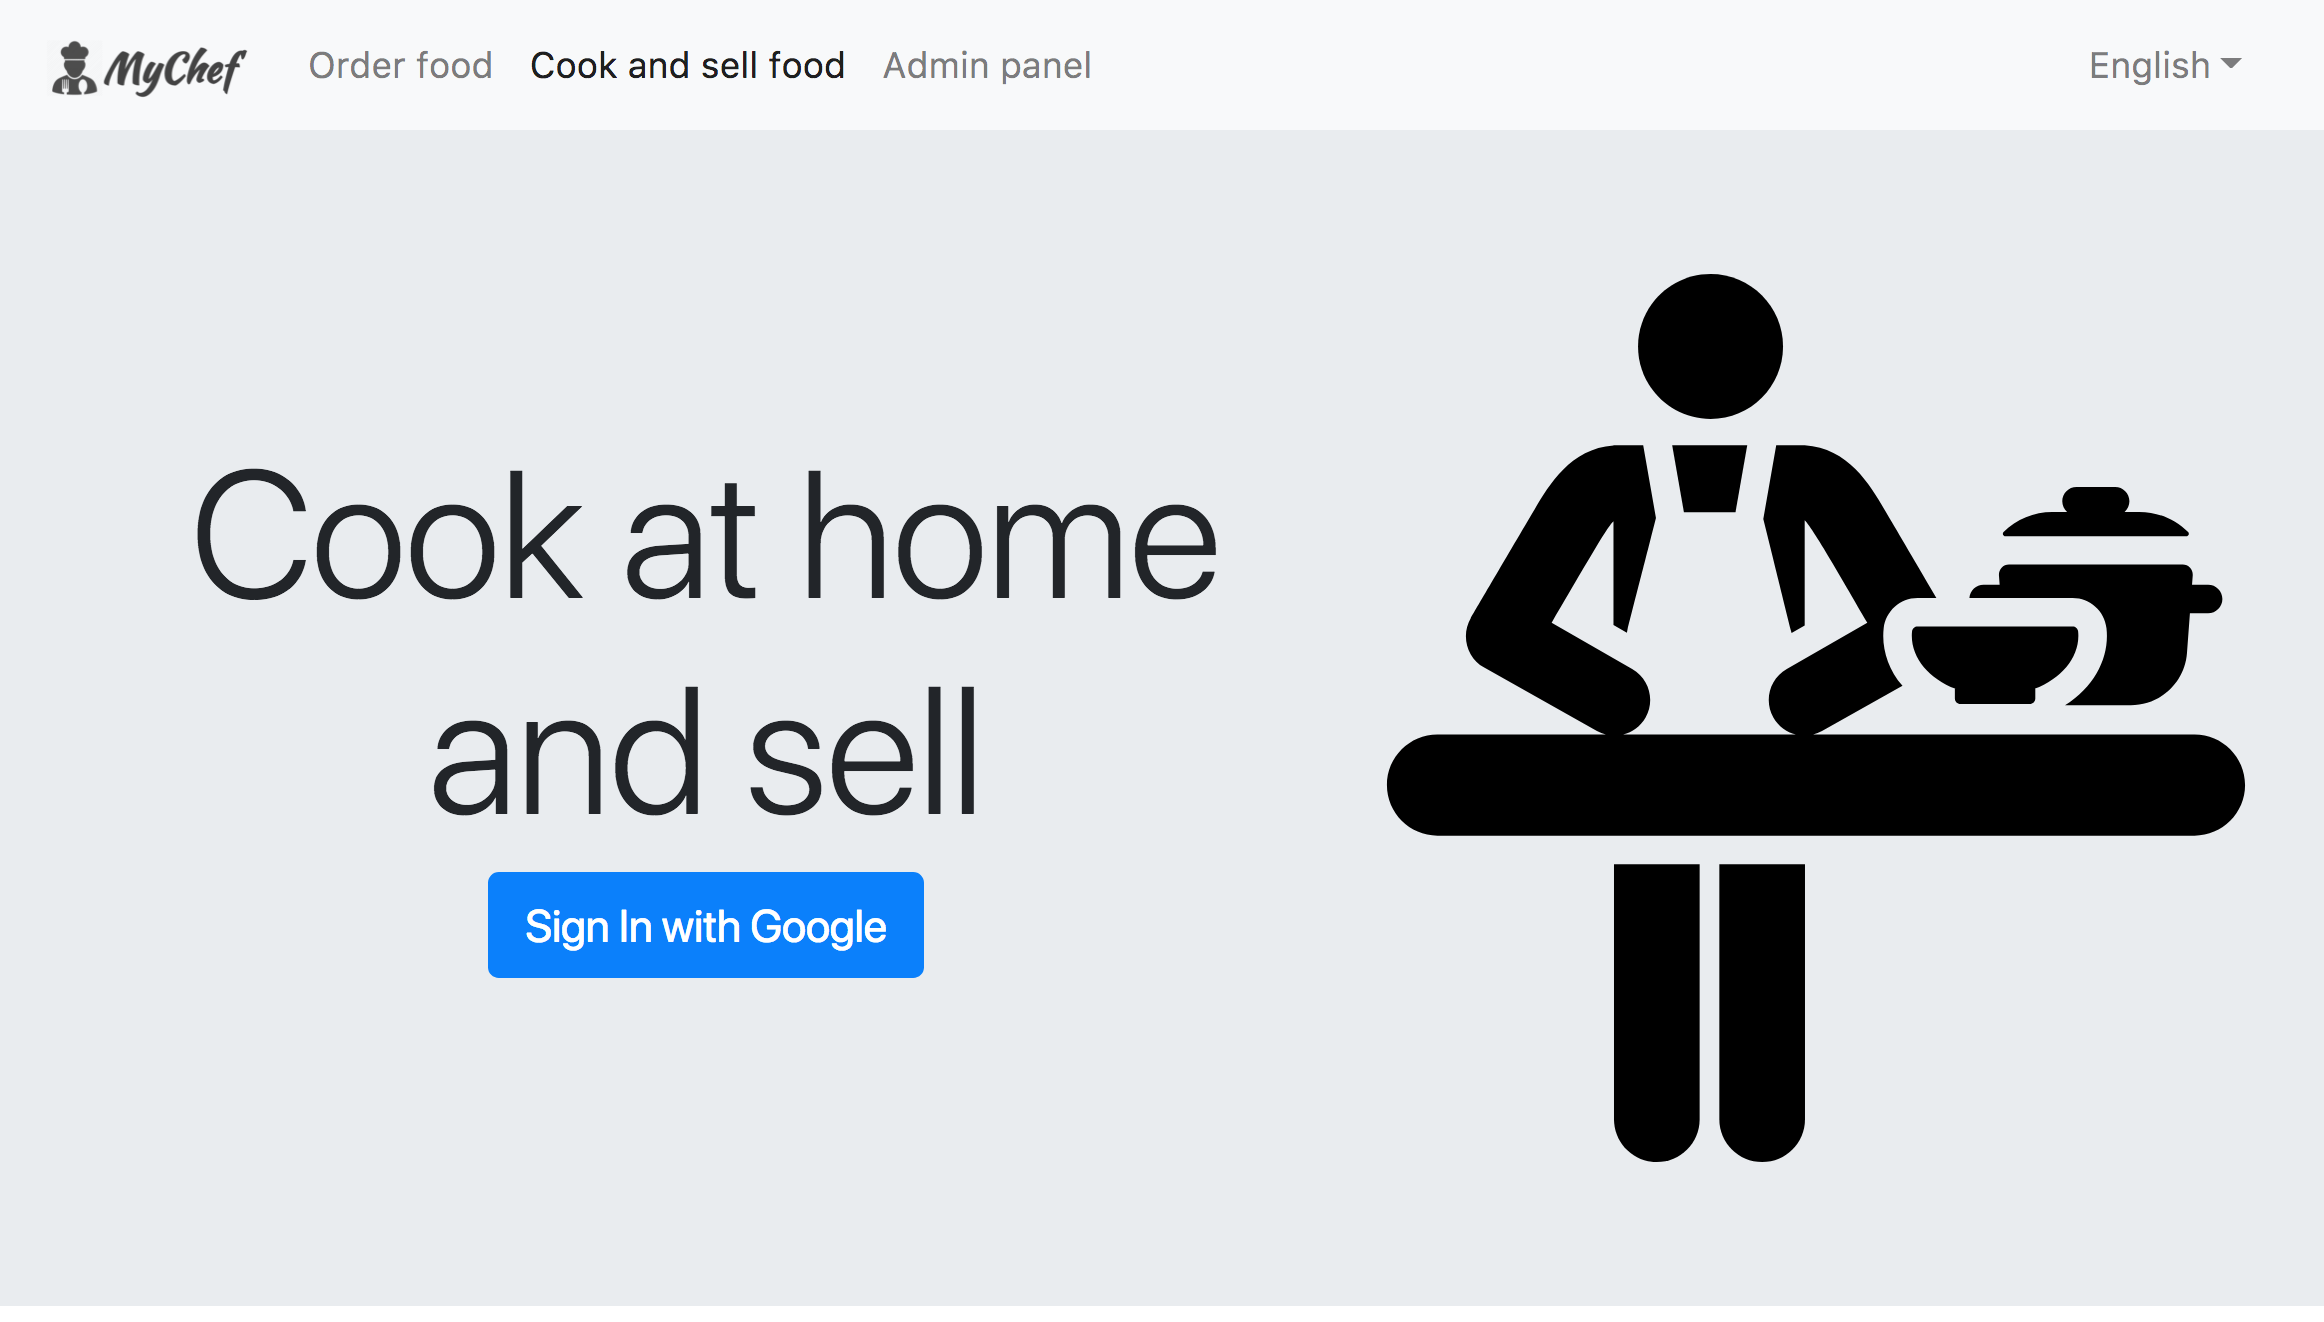 MyChef Order food Cook and sell food Admin panel English
Cook at home
and sell
Sign In with Google